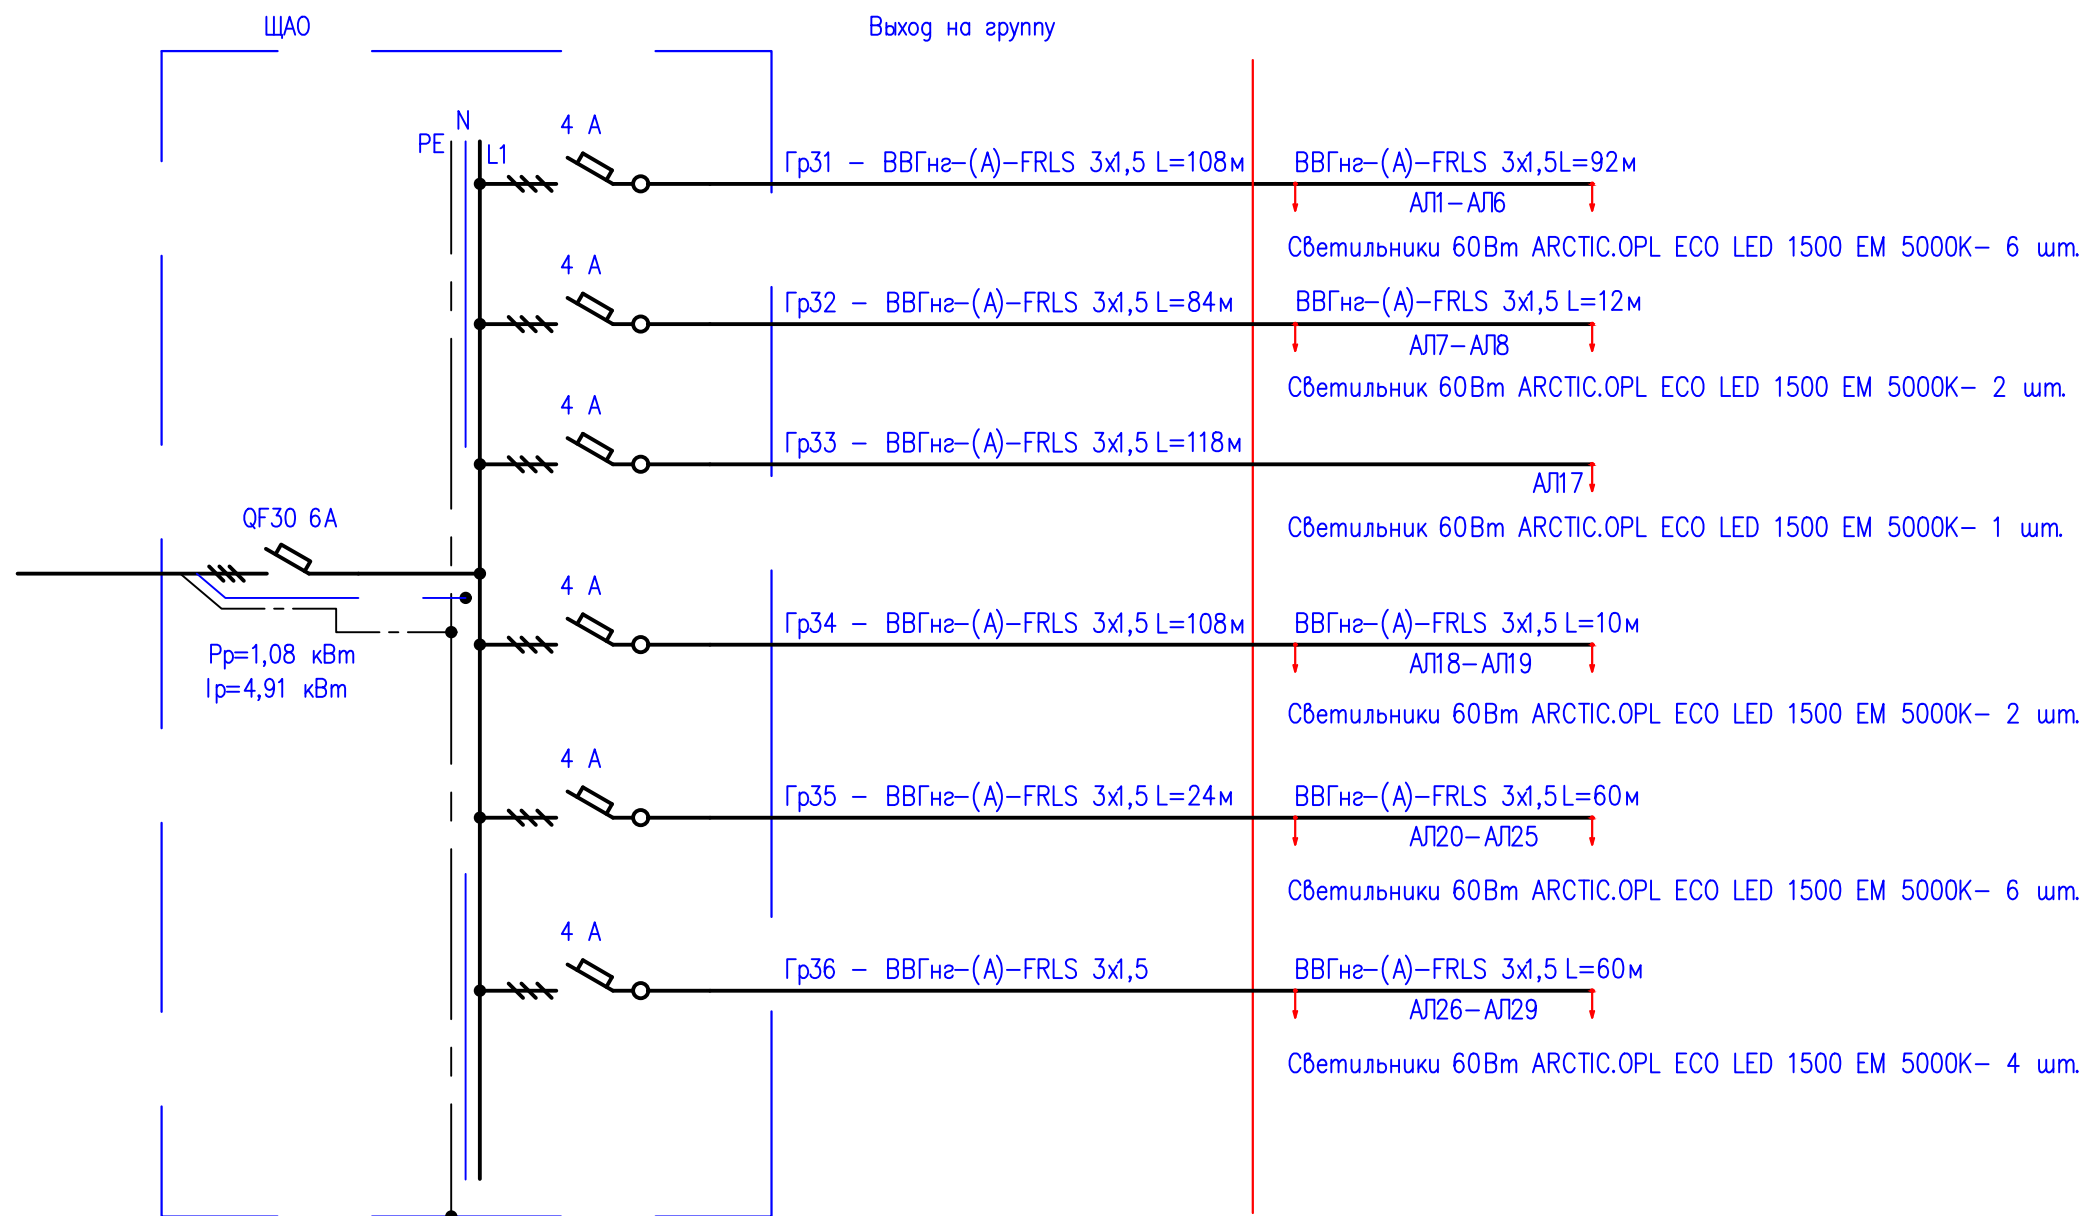 ЩАО
Выход на группу
N
PE
L1
4 А
Гр31 - ВВГнг-(А)-FRLS 3х1,5 L=108м
ВВГнг-(А)-FRLS 3х1,5L=92м
АЛ1-АЛ6
Светильники 60Вт ARCTIC.OPL ECO LED 1500 EM 5000K- 6 шт.
4 А
Гр32 - ВВГнг-(А)-FRLS 3х1,5 L=84м
ВВГнг-(А)-FRLS 3х1,5 L=12м
АЛ7-АЛ8
Светильник 60Вт ARCTIC.OPL ECO LED 1500 EM 5000K- 2 шт.
4 А
Гр33 - ВВГнг-(А)-FRLS 3х1,5 L=118м
АЛ17
Светильник 60Вт ARCTIC.OPL ECO LED 1500 EM 5000K- 1 шт.
QF30 6А
Рр=1,08 кВт
Iр=4,91 кВт
4 А
Гр34 - ВВГнг-(А)-FRLS 3х1,5 L=108м
ВВГнг-(А)-FRLS 3х1,5 L=10м
АЛ18-АЛ19
Светильники 60Вт ARCTIC.OPL ECO LED 1500 EM 5000K- 2 шт.
4 А
Гр35 - ВВГнг-(А)-FRLS 3х1,5 L=24м
ВВГнг-(А)-FRLS 3х1,5 L=60м
АЛ20-АЛ25
Светильники 60Вт ARCTIC.OPL ECO LED 1500 EM 5000K- 6 шт.
4 А
Гр36 - ВВГнг-(А)-FRLS 3х1,5
ВВГнг-(А)-FRLS 3х1,5 L=60м
АЛ26-АЛ29
Светильники 60Вт ARCTIC.OPL ECO LED 1500 EM 5000K- 4 шт.